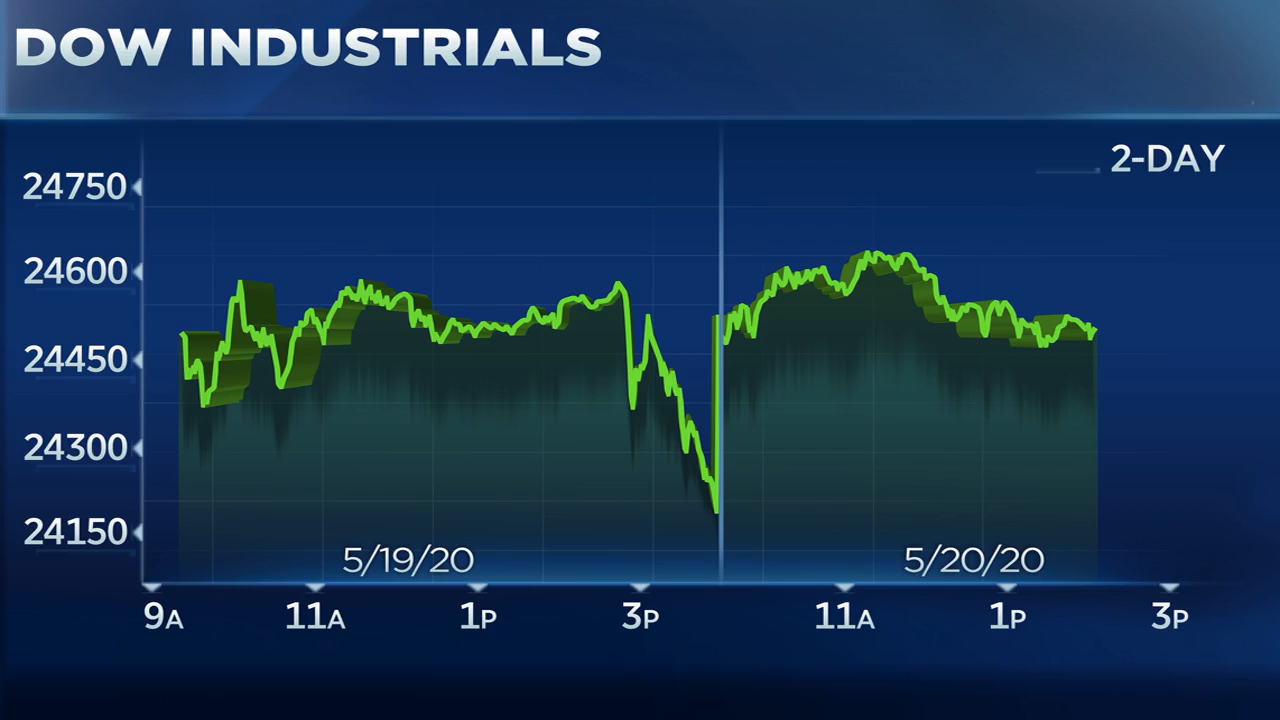 DOW INDUSTRIALS
2-DAY
24750
24600
24450
24300
24150
5/19/20 5/20/20
9A 11A 1P 3P 11A 1P 3P